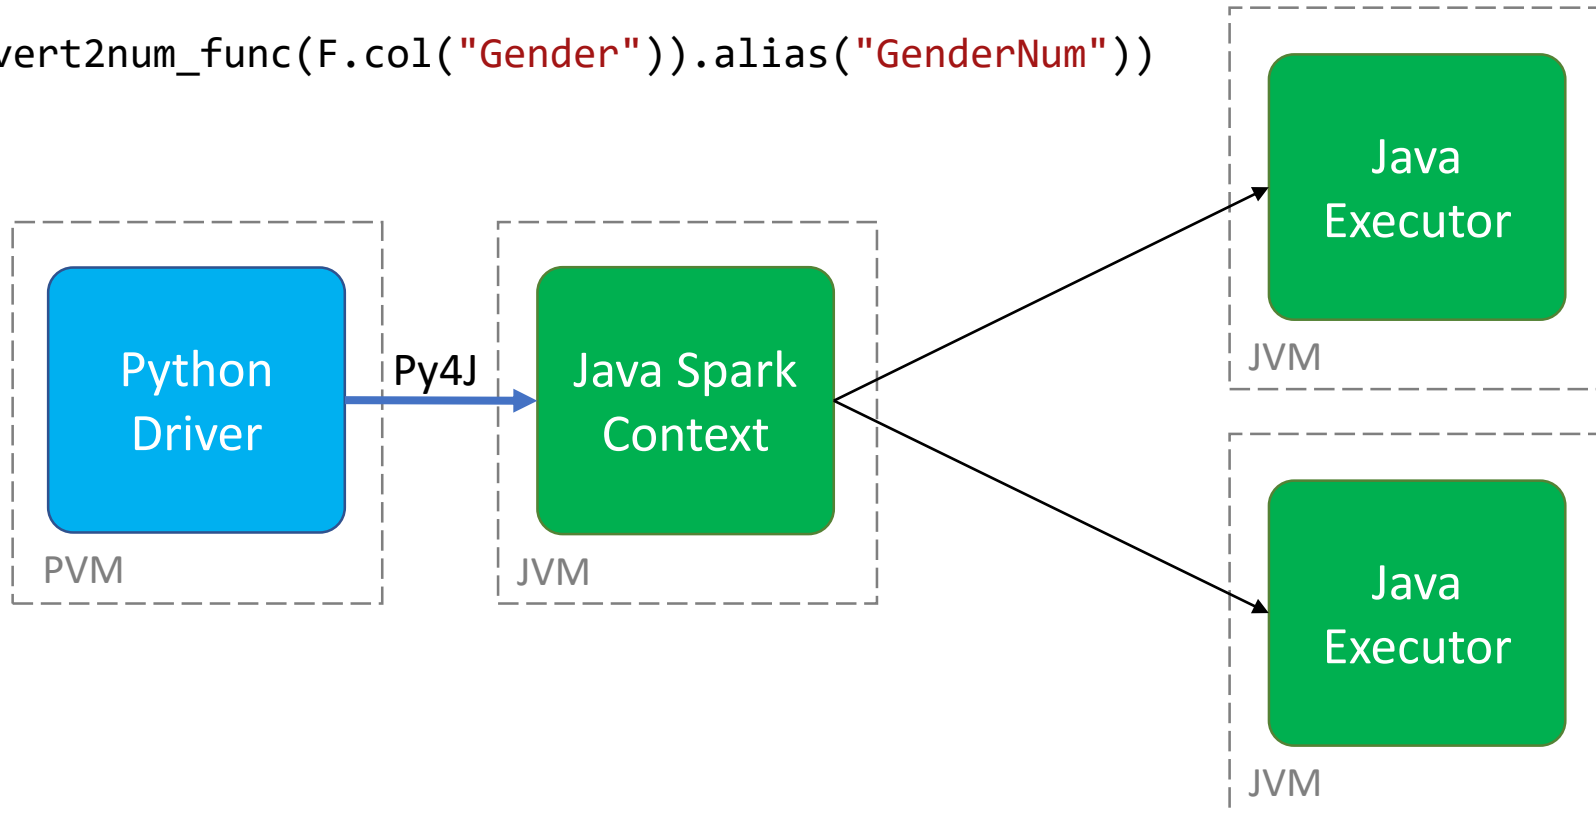 vert2num_func(F.col("Gender")).alias("GenderNum"))
Java
Executor
JVM
Python
Driver
PVM
Py4J
Java Spark
Context
JVM
Java
Executor
JVM